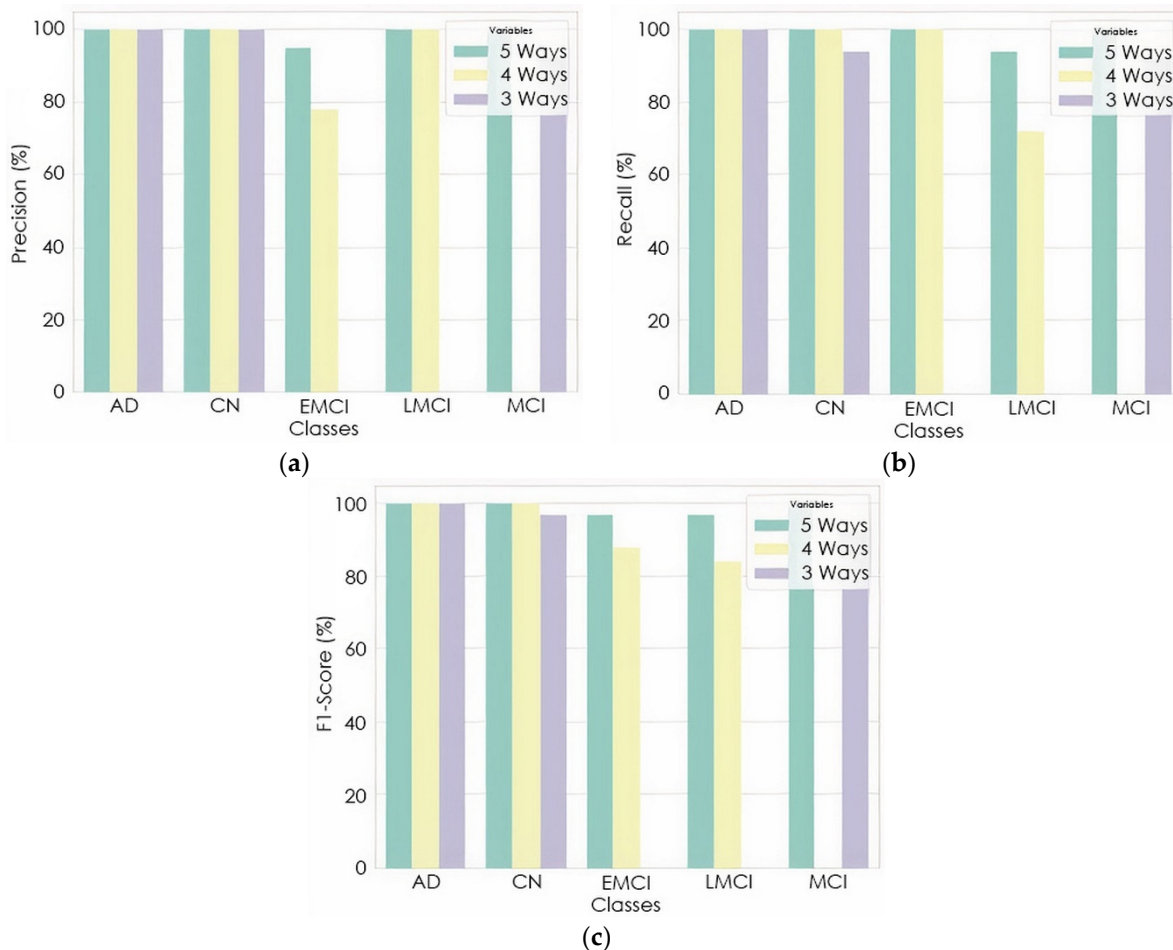 Precision (%)
100
80
60
40
20
0
AD CN EMCI LMCI MCI
Classes
Variables
5 Ways
4 Ways
3 Ways
(a)
Recall (%)
100
80
60
40
20
0
AD CN EMCI LMCI MCI
Classes
Variables
5 Ways
4 Ways
3 Ways
(b)
F1-Score (%)
100
80
60
40
20
0
AD CN EMCI LMCI MCI
Classes
Variables
5 Ways
4 Ways
3 Ways
(c)